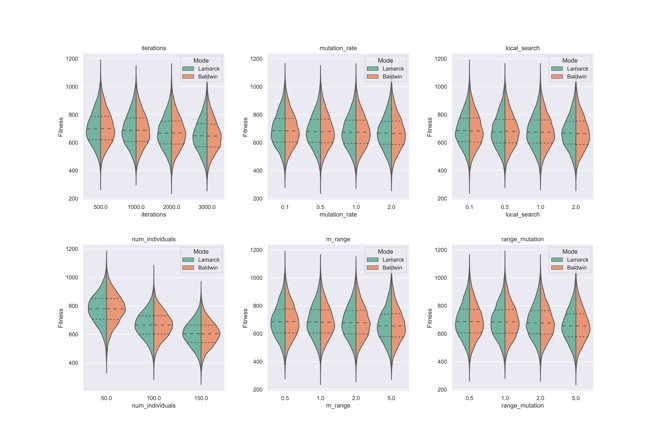 iterations
Mode
Lamarck
Baldwin
1200
1000
800
600
400
200
Fitness
500.0 1000.0 2000.0 3000.0
iterations
mutation_rate
Mode
Lamarck
Baldwin
1200
1000
800
600
400
200
Fitness
0.1 0.5 1.0 2.0
mutation_rate
local_search
Mode
Lamarck
Baldwin
1200
1000
800
600
400
200
Fitness
0.1 0.5 1.0 2.0
local_search
num_individuals
Mode
Lamarck
Baldwin
1200
1000
800
600
400
Fitness
50.0 100.0 150.0
num_individuals
m_range
Mode
Lamarck
Baldwin
1200
1000
800
600
400
200
Fitness
0.5 1.0 2.0 5.0
m_range
range_mutation
Mode
Lamarck
Baldwin
1200
1000
800
600
400
200
Fitness
0.5 1.0 2.0 5.0
range_mutation